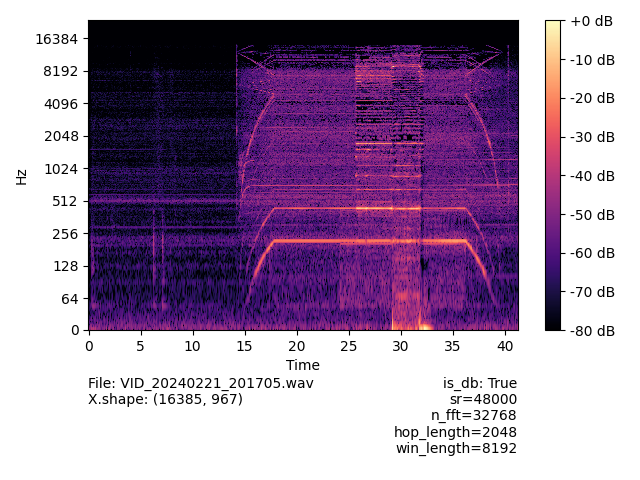 Hz
16384
8192
4096
2048
1024
512
256
128
64
0
0 5 10 15 20 25 30 35 40
Time
+0 dB
-10 dB
-20 dB
-30 dB
-40 dB
-50 dB
-60 dB
-70 dB
-80 dB
File: VID_20240221_201705.wav
X.shape: (16385, 967)
is_db: True
sr=48000
n_fft=32768
hop_length=2048
win_length=8192